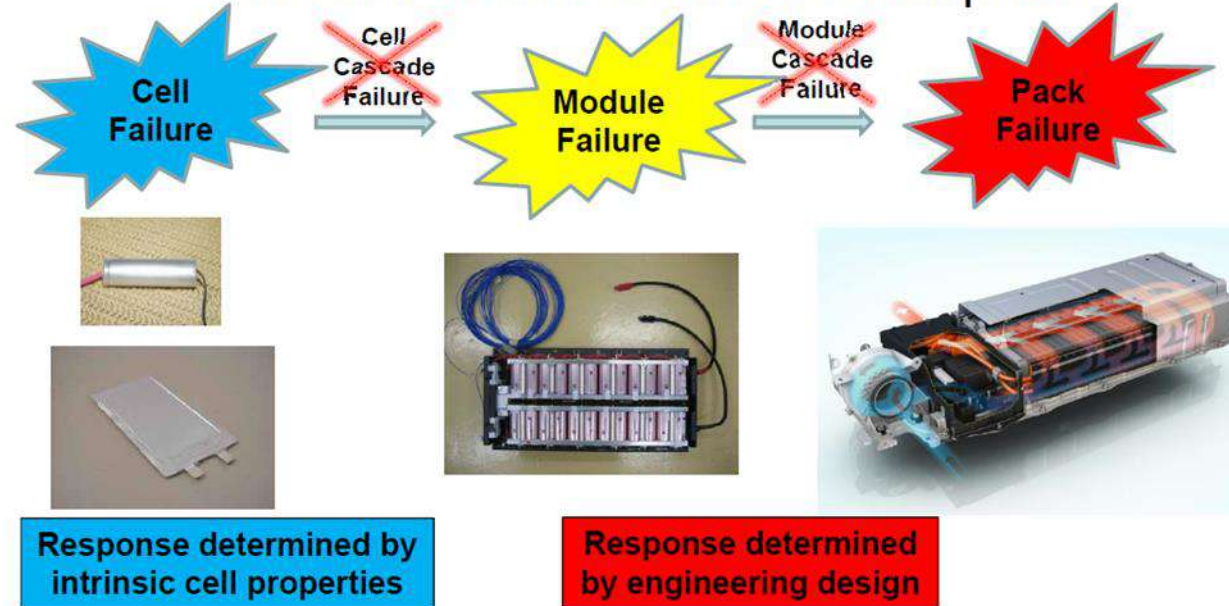 Cell
Failure
Cell
Cascade
Failure
Module
Failure
Module
Cascade
Failure
Pack
Failure
Response determined by
intrinsic cell properties
Response determined
by engineering design